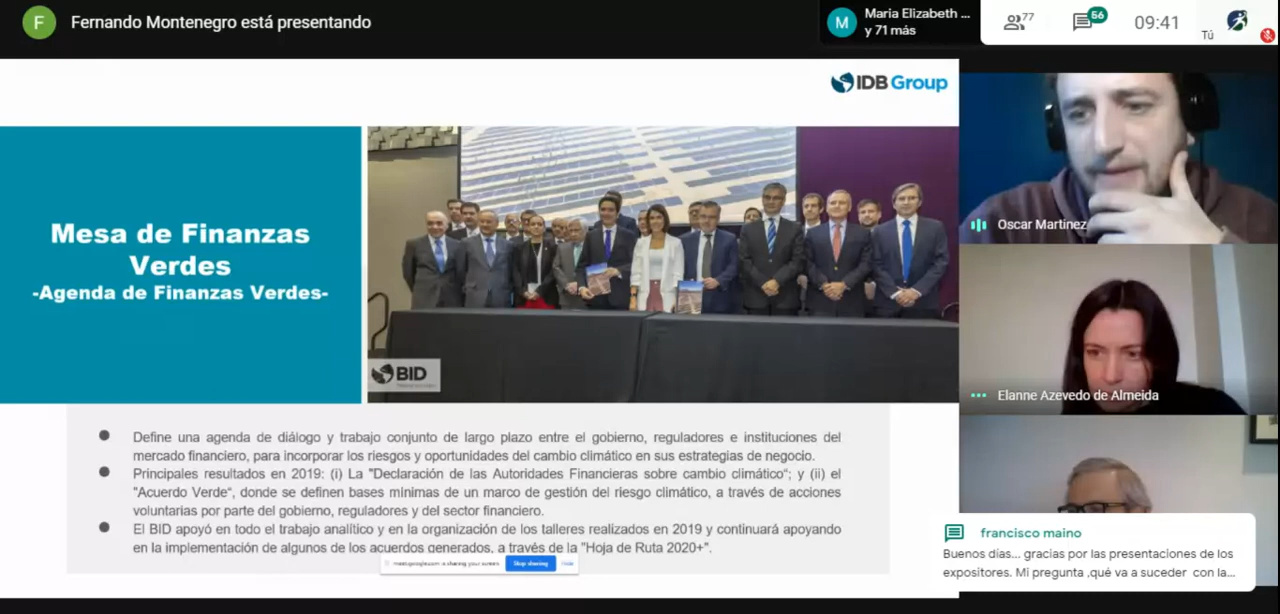 F
Fernando Montenegro está presentando
M
Maria Elizabeth ...
y 71 más
77
56
09:41
Tú
IDB Group
Mesa de Finanzas
Verdes
-Agenda de Finanzas Verdes-
BID
Oscar Martinez
Elanne Azevedo de Almeida
Define una agenda de diálogo y trabajo conjunto de largo plazo entre el gobierno, reguladores e instituciones del
mercado financiero, para incorporar los riesgos y oportunidades del cambio climático en sus estrategias de negocio.
Principales resultados en 2019: (i) La "Declaración de las Autoridades Financieras sobre cambio climático"; y (ii) el
"Acuerdo Verde", donde se definen bases mínimas de un marco de gestión del riesgo climático, a través de acciones
voluntarias por parte del gobierno, reguladores y del sector financiero.
El BID apoyó en todo el trabajo analítico y en la organización de los talleres realizados en 2019 y continuará apoyando
en la implementación de algunos de los acuerdos generados, a través de la "Hoja de Ruta 2020+".
meet.google.com is sharing your screen
Stop sharing
Hide
francisco maino
Buenos días... gracias por las presentaciones de los
expositores. Mi pregunta ,qué va a suceder con la...